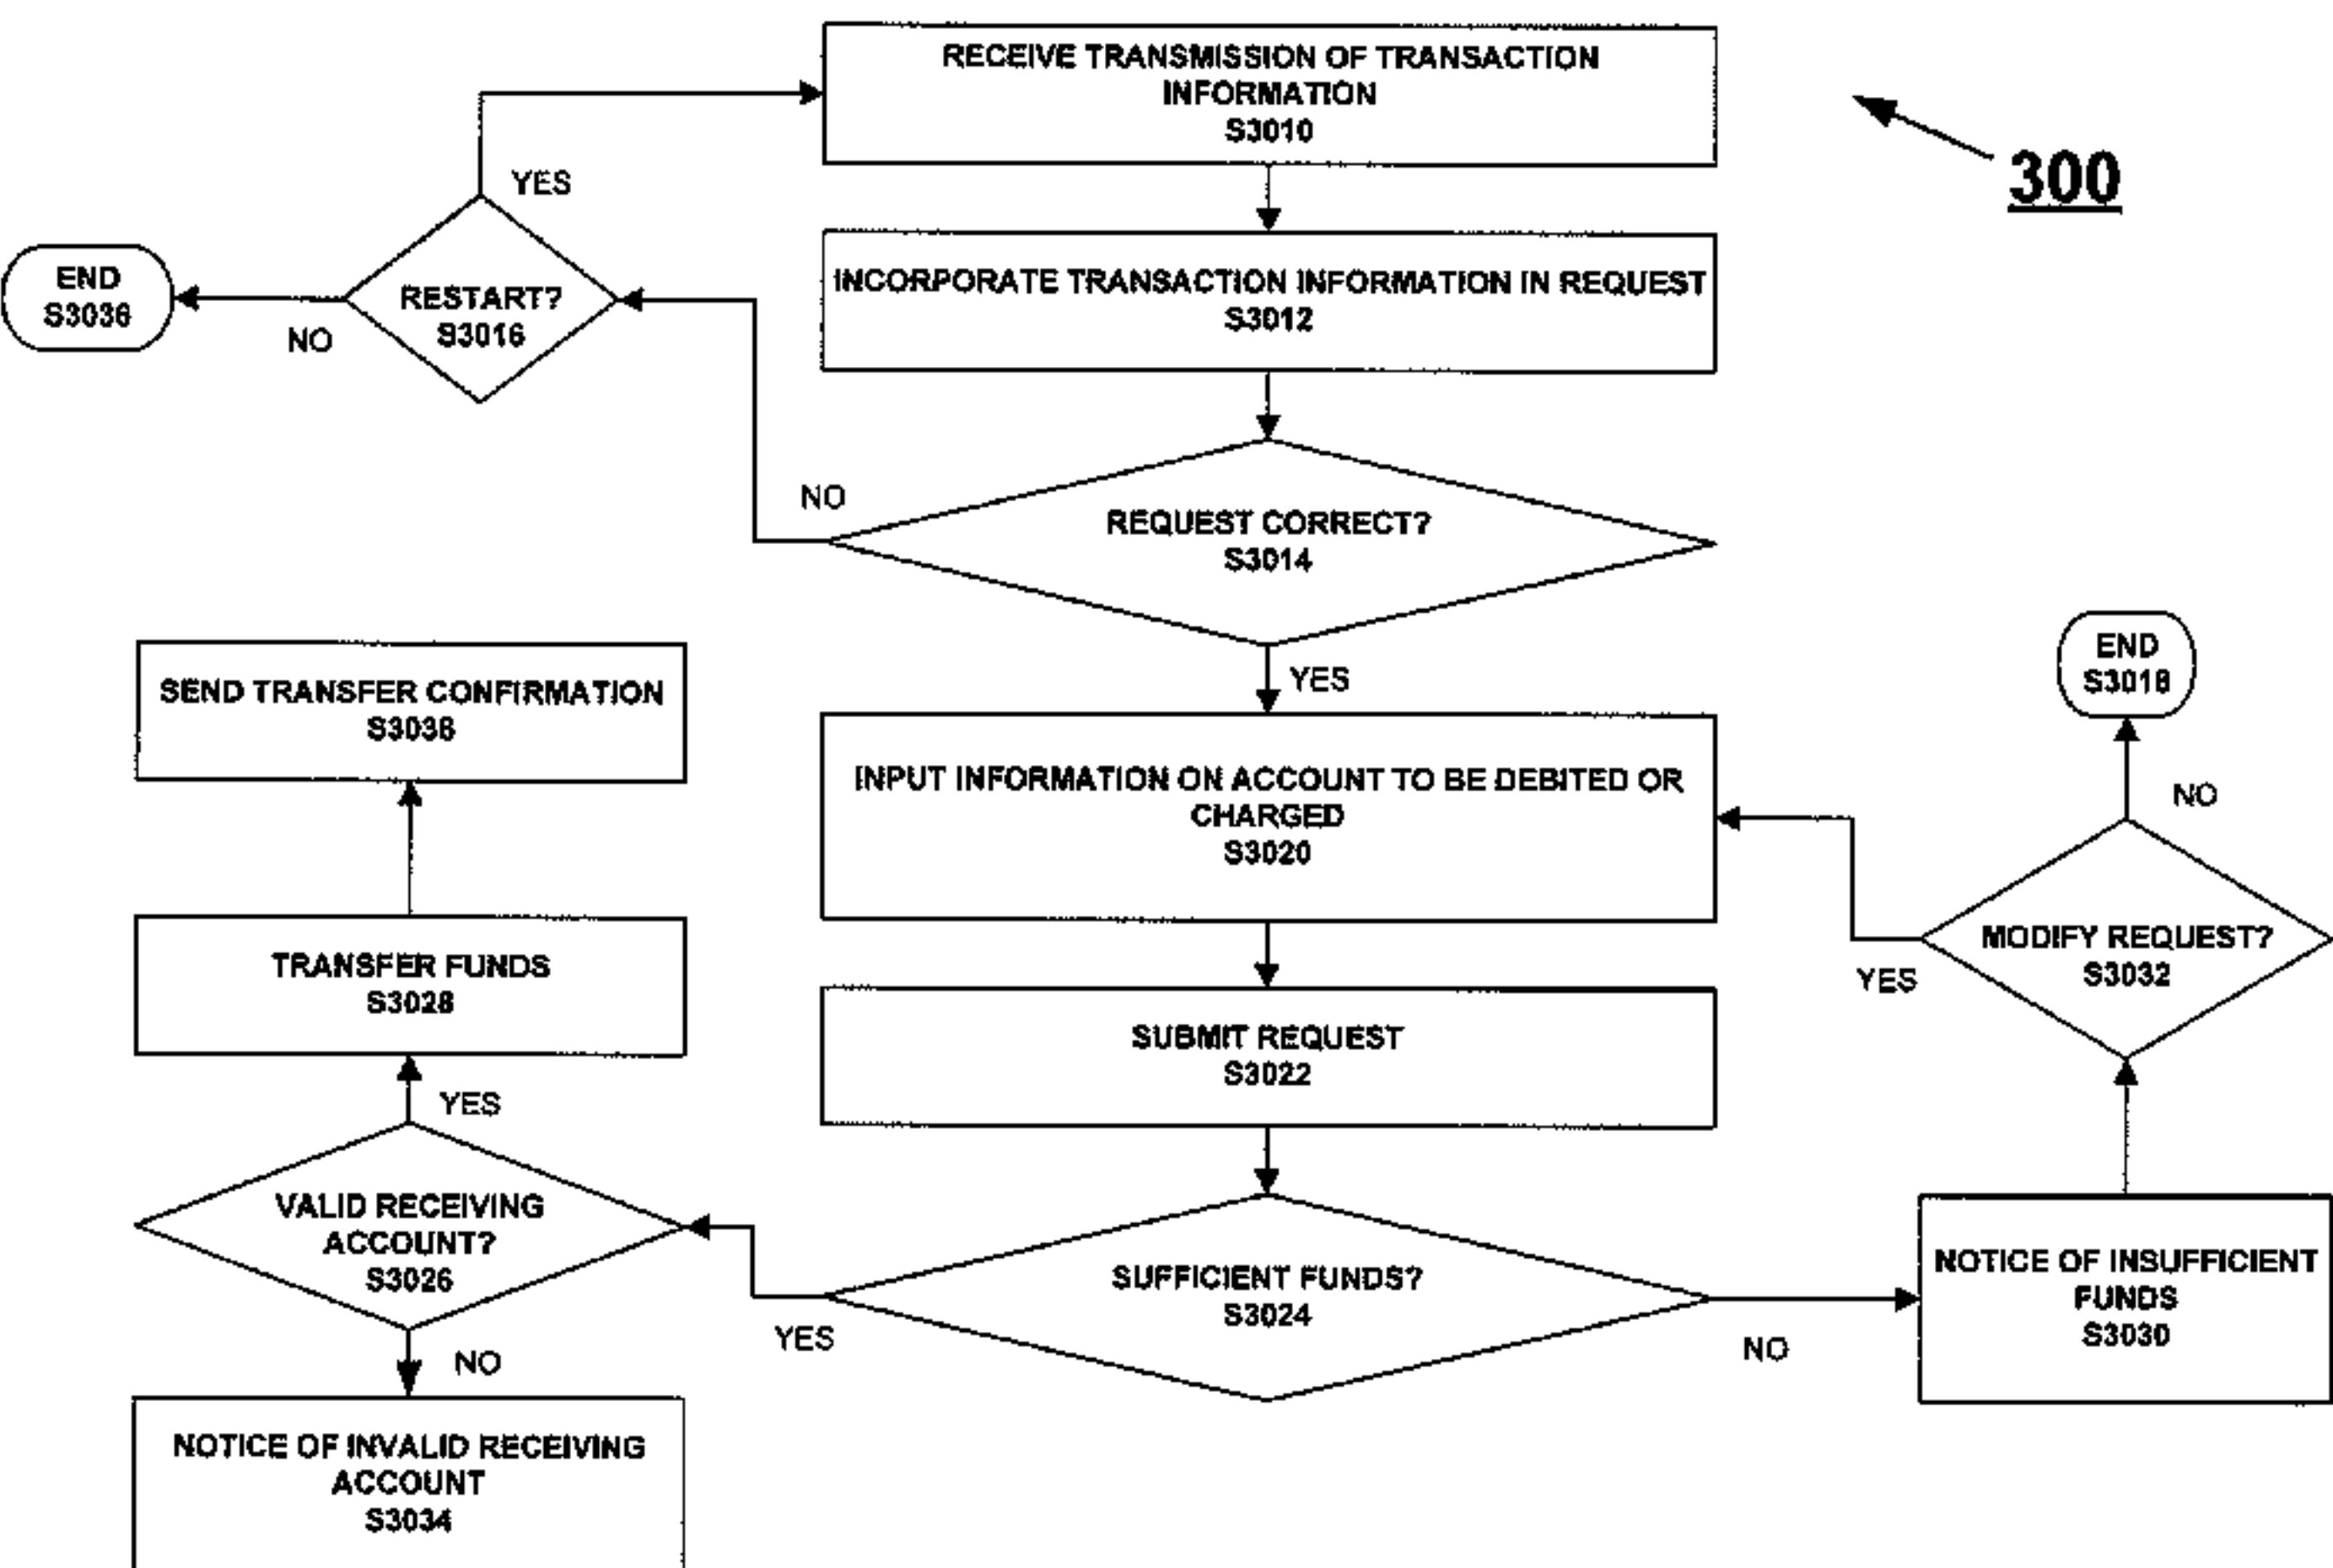 RECEIVE TRANSMISSION OF TRANSACTION
INFORMATION
S3010
300
YES
INCORPORATE TRANSACTION INFORMATION IN REQUEST
S3012
END
S3036
RESTART?
S3016
NO
NO
REQUEST CORRECT?
S3014
YES
SEND TRANSFER CONFIRMATION
S3038
END
S3018
INPUT INFORMATION ON ACCOUNT TO BE DEBITED OR
CHARGED
S3020
NO
TRANSFER FUNDS
S3028
MODIFY REQUEST?
S3032
YES
SUBMIT REQUEST
S3022
YES
VALID RECEIVING
ACCOUNT?
S3026
SUFFICIENT FUNDS?
S3024
NOTICE OF INSUFFICIENT
FUNDS
S3030
YES
NO
NO
NOTICE OF INVALID RECEIVING
ACCOUNT
S3034